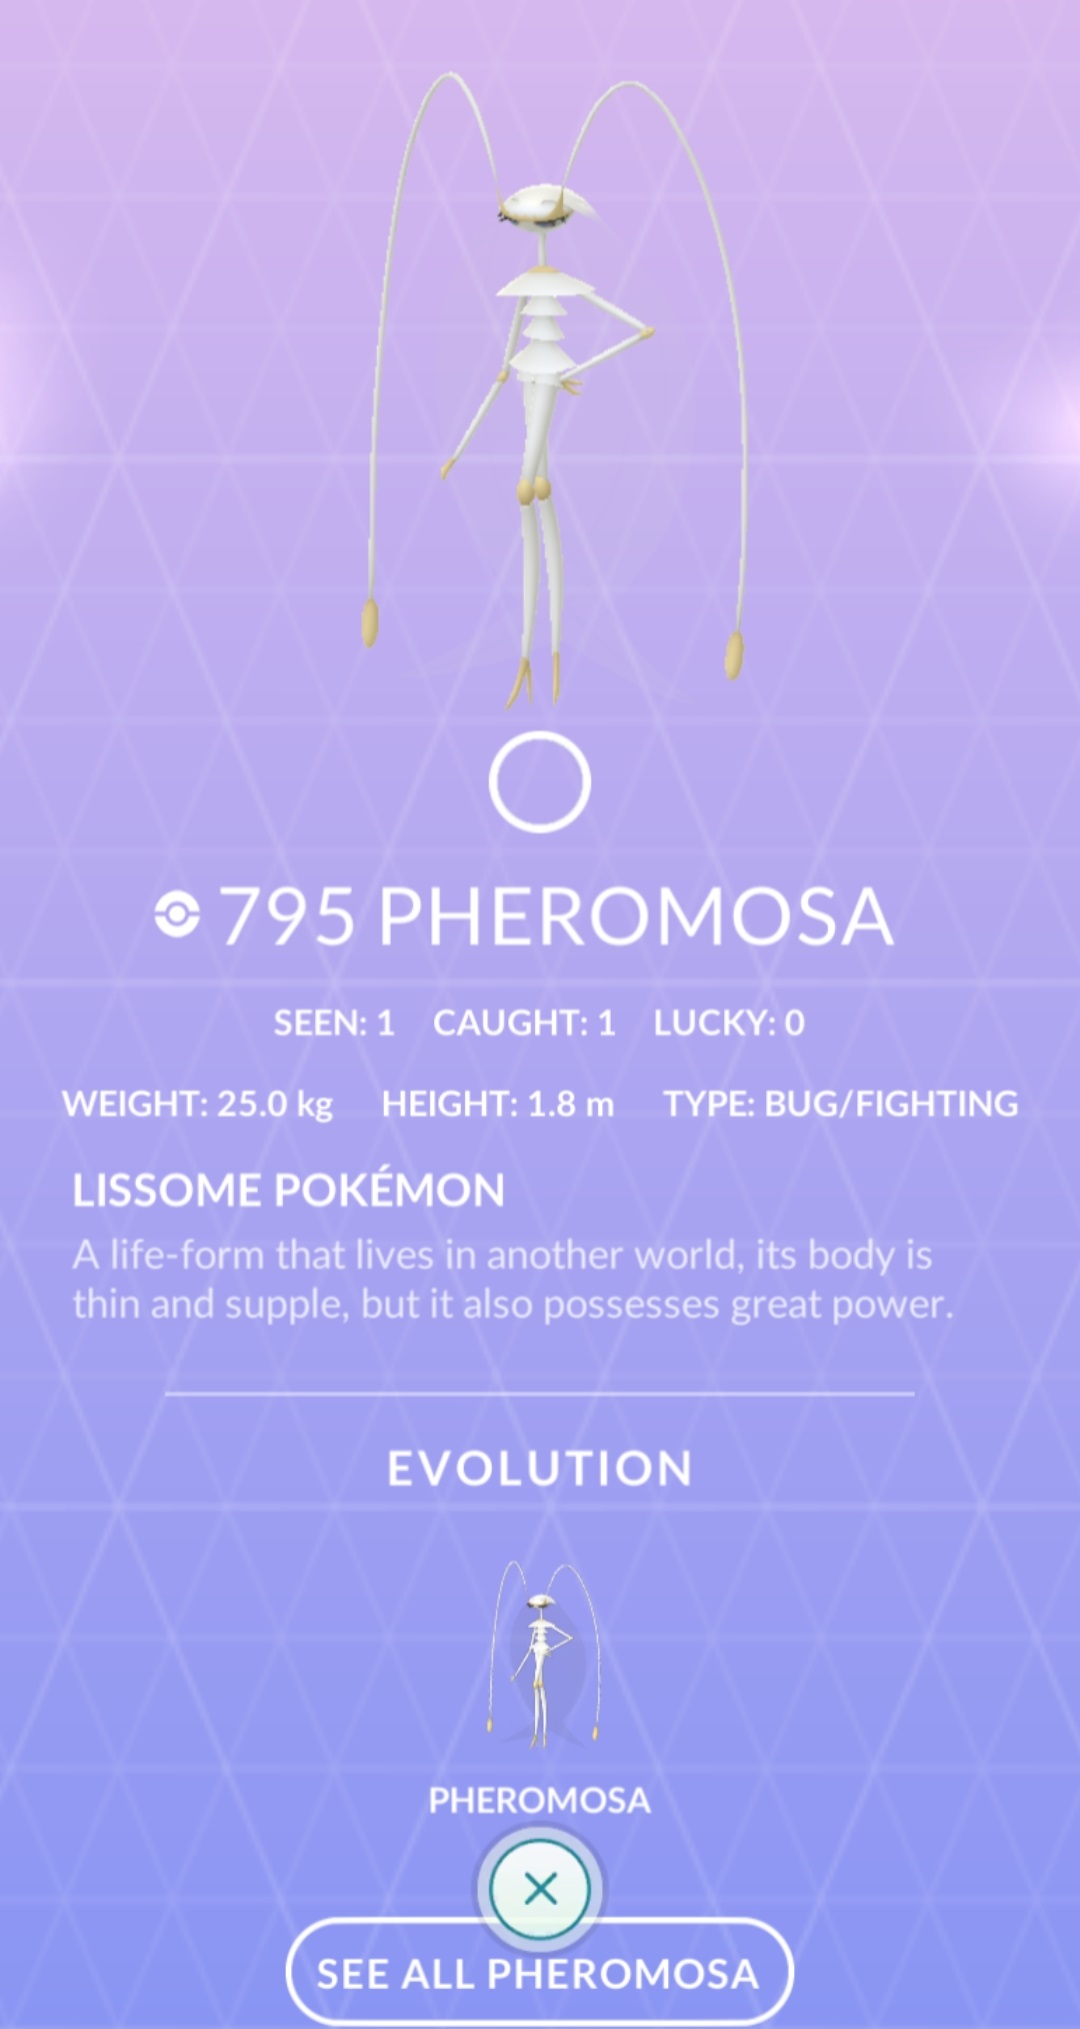 795 PHEROMOSA
SEEN: 1 CAUGHT: 1 LUCKY: 0
WEIGHT: 25.0 kg HEIGHT: 1.8 m TYPE: BUG/FIGHTING
LISSOME POKÉMON
A life-form that lives in another world, its body is
thin and supple, but it also possesses great power.
EVOLUTION
PHEROMOSA
SEE ALL PHEROMOSA